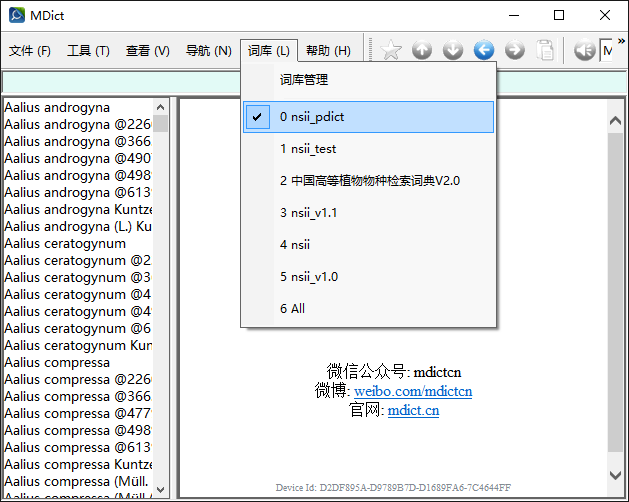 MDict
文件 (F) 工具 (T) 查看 (V) 导航 (N) 词库 (L) 帮助 (H) M »
词库管理
0 nsii_pdict
1 nsii_test
2 中国高等植物物种检索词典V2.0
3 nsii_v1.1
4 nsii
5 nsii_v1.0
6 All
Aalius androgyna
Aalius androgyna @226
Aalius androgyna @366
Aalius androgyna @490
Aalius androgyna @498
Aalius androgyna @613
Aalius androgyna Kuntze
Aalius androgyna (L.) Ku
Aalius ceratogynum
Aalius ceratogynum @2
Aalius ceratogynum @3
Aalius ceratogynum @4
Aalius ceratogynum @4
Aalius ceratogynum @6
Aalius ceratogynum Kun
Aalius compressa
Aalius compressa @226
Aalius compressa @366
Aalius compressa @477
Aalius compressa @498
Aalius compressa @613
Aalius compressa Kuntze
Aalius compressa (Müll.
Aalius compressa (Müll
微信公众号: mdictcn
微博: weibo.com/mdictcn
官网: mdict.cn
Device Id: D2DF895A-D9789B7D-D1689FA6-7C4644FF